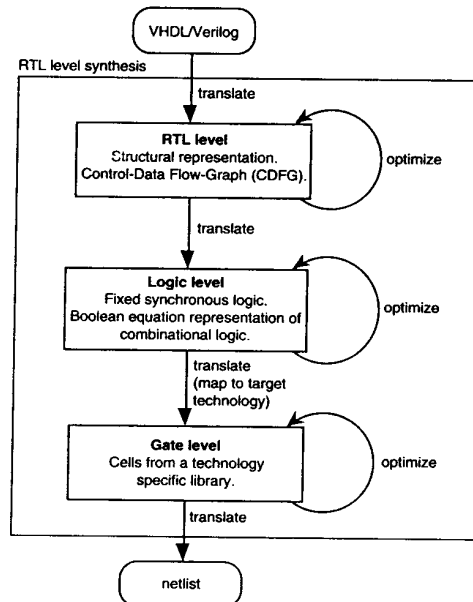 VHDL/Verilog
RTL level synthesis
translate
RTL level
Structural representation.
Control-Data Flow-Graph (CDFG).
optimize
translate
Logic level
Fixed synchronous logic.
Boolean equation representation of
combinational logic.
optimize
translate
(map to target
technology)
Gate level
Cells from a technology
specific library.
optimize
translate
netlist